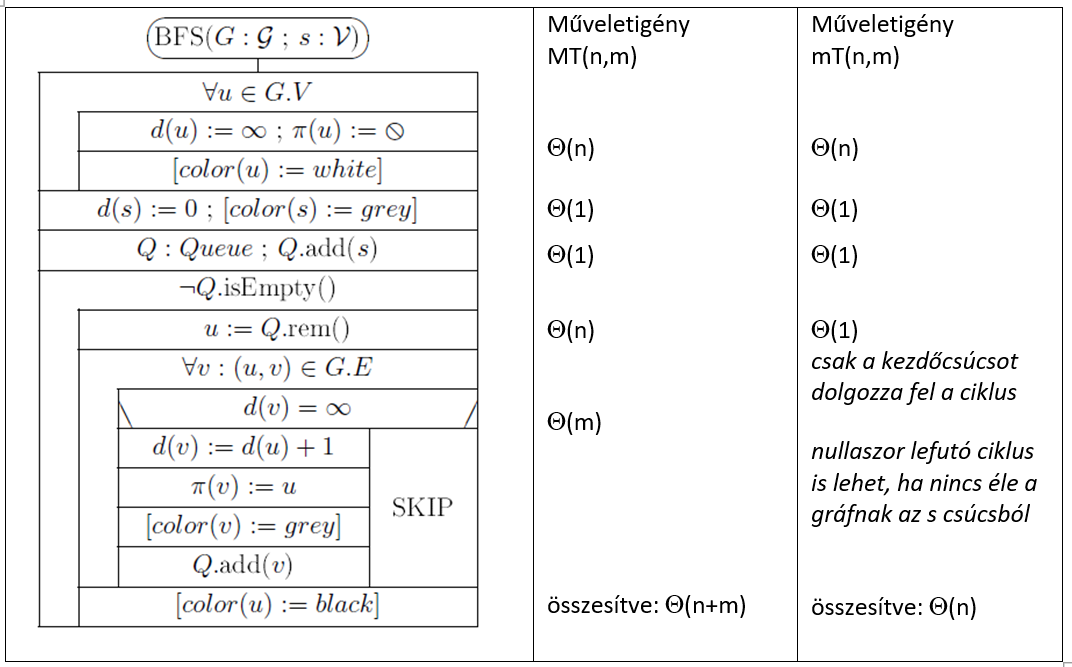 BFS(G : 𝒢 ; s : 𝒱)
∀u ∈ G.V
d(u) := ∞ ; π(u) := ⦸
[color(u) := white]
d(s) := 0 ; [color(s) := grey]
Q : Queue ; Q.add(s)
¬Q.isEmpty()
u := Q.rem()
∀v : (u, v) ∈ G.E
d(v) = ∞
d(v) := d(u) + 1
π(v) := u
[color(v) := grey]
Q.add(v)
SKIP
[color(u) := black]
Műveletigény
MT(n,m)
Θ(n)
Θ(1)
Θ(1)
Θ(n)
Θ(m)
összesítve: Θ(n+m)
Műveletigény
mT(n,m)
Θ(n)
Θ(1)
Θ(1)
Θ(1)
csak a kezdőcsúcsot
dolgozza fel a ciklus
nullaszor lefutó ciklus
is lehet, ha nincs éle a
gráfnak az s csúcsból
összesítve: Θ(n)